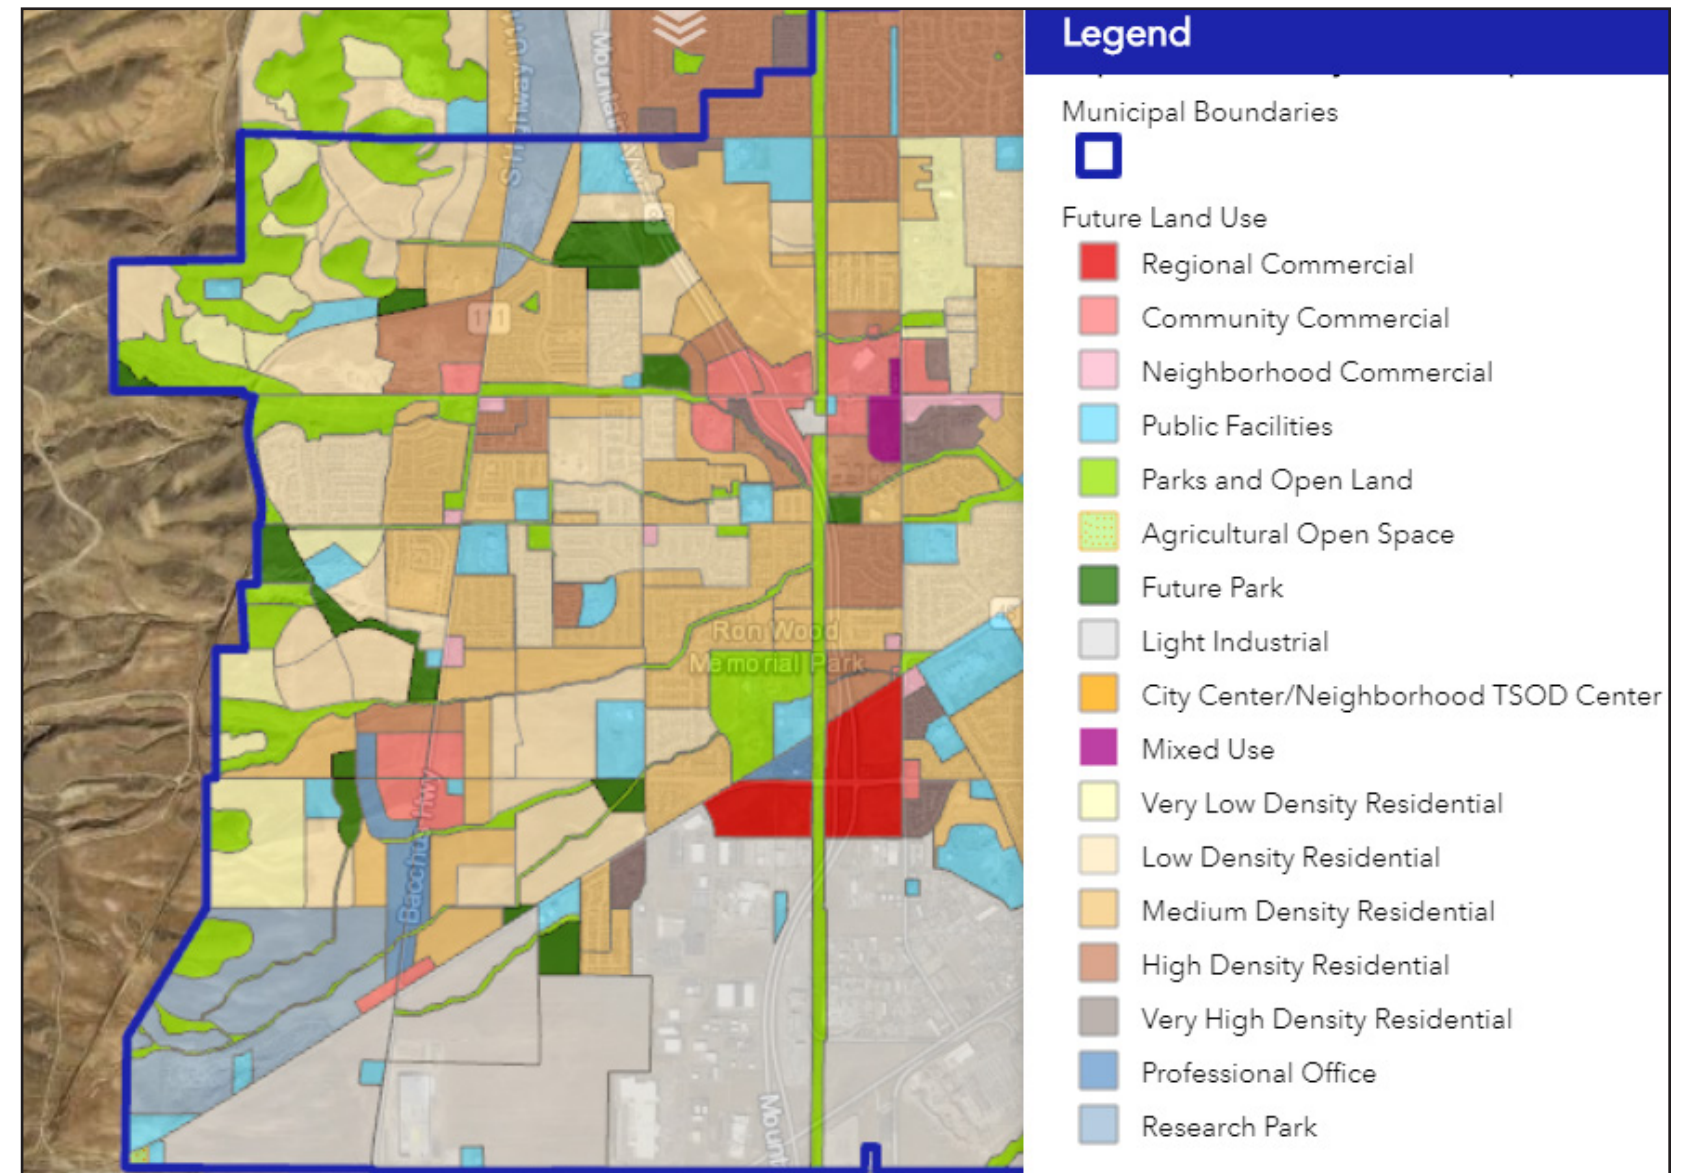 Legend
Municipal Boundaries
Future Land Use
Regional Commercial
Community Commercial
Neighborhood Commercial
Public Facilities
Parks and Open Land
Agricultural Open Space
Future Park
Light Industrial
City Center/Neighborhood TSOD Center
Mixed Use
Very Low Density Residential
Low Density Residential
Medium Density Residential
High Density Residential
Very High Density Residential
Professional Office
Research Park
111
Ron Wood
Memorial Park
Bacchus Hwy
Mount